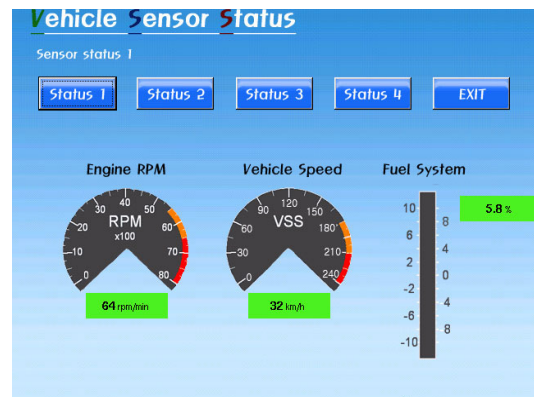 Vehicle Sensor Status
Sensor status 1
Status 1 Status 2 Status 3 Status 4 EXIT
Engine RPM Vehicle Speed Fuel System
0 10 20 30 40 50 60 70 80
RPM
x100
64 rpm/min
0 30 60 90 120 150 180 210 240
VSS
32 km/h
10
8
6
4
2
0
-2
4
-6
8
-10
5.8 %